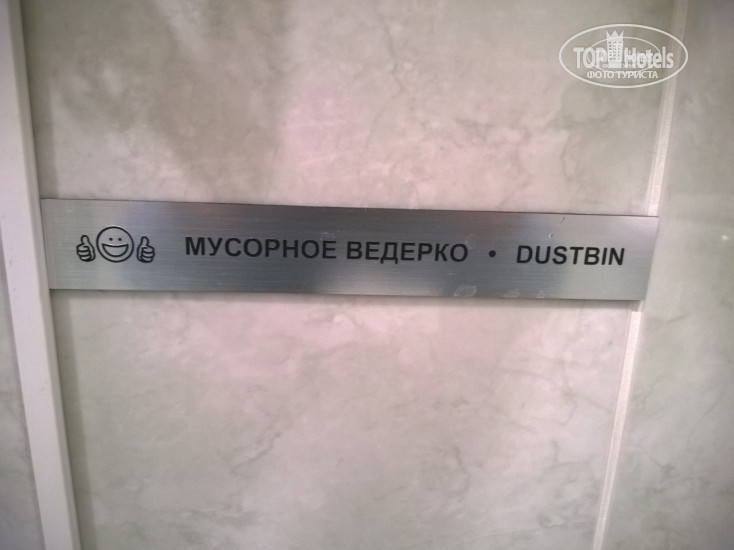 TOP Hotels
ФОТО ТУРИСТА
МУСОРНОЕ ВЕДЕРКО • DUSTBIN